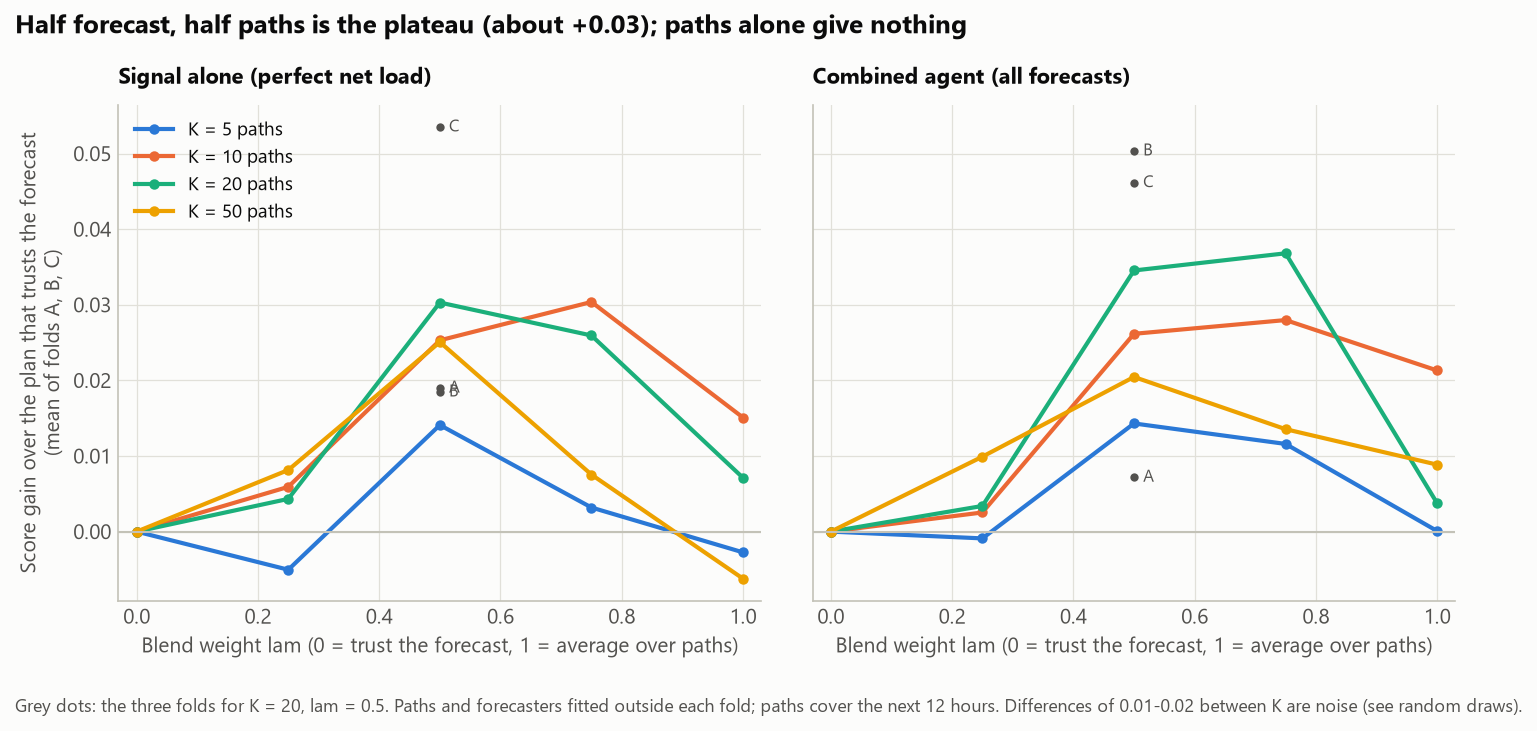 Half forecast, half paths is the plateau (about +0.03); paths alone give nothing
Signal alone (perfect net load)
Combined agent (all forecasts)
Score gain over the plan that trusts the forecast
(mean of folds A, B, C)
K = 5 paths
K = 10 paths
K = 20 paths
K = 50 paths
0.05
0.04
0.03
0.02
0.01
0.00
C
A
B
B
C
A
0.0 0.2 0.4 0.6 0.8 1.0
0.0 0.2 0.4 0.6 0.8 1.0
Blend weight lam (0 = trust the forecast, 1 = average over paths)
Blend weight lam (0 = trust the forecast, 1 = average over paths)
Grey dots: the three folds for K = 20, lam = 0.5. Paths and forecasters fitted outside each fold; paths cover the next 12 hours. Differences of 0.01-0.02 between K are noise (see random draws).